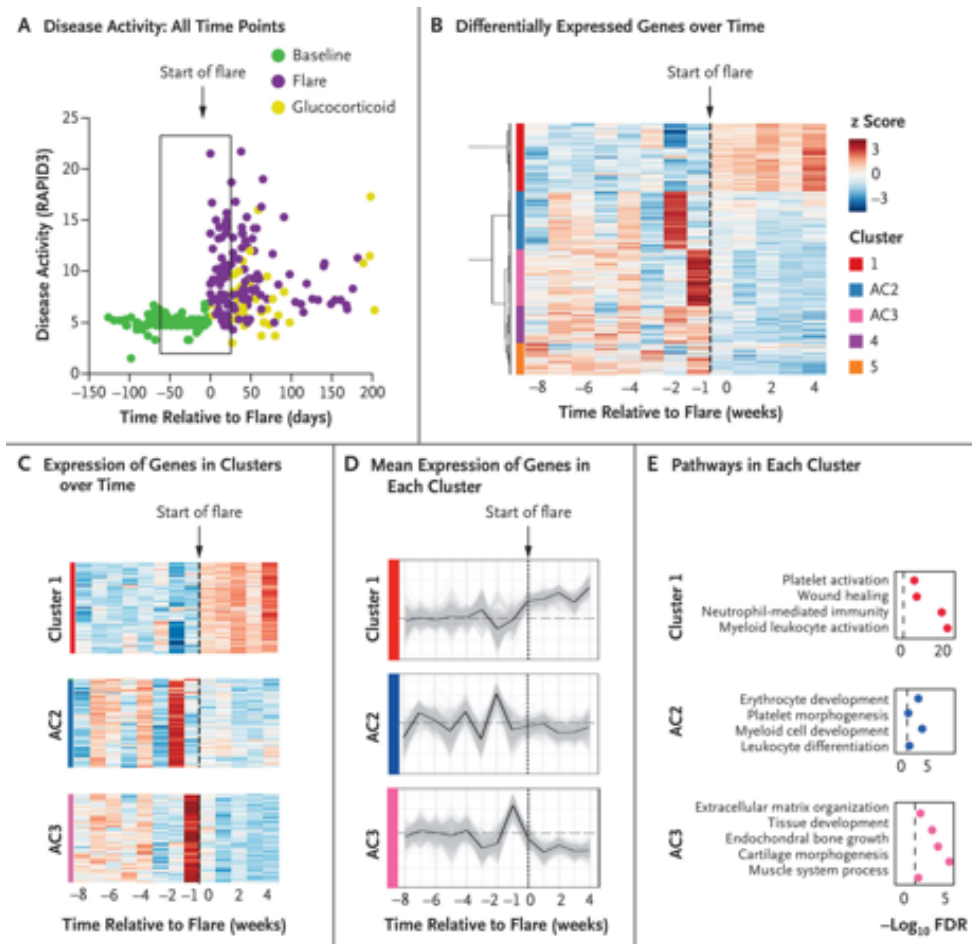 A Disease Activity: All Time Points
Baseline
Flare
Glucocorticoid
Start of flare
25
20
15
10
5
0
Disease Activity (RAPID3)
−150 −100 −50 0 50 100 150 200
Time Relative to Flare (days)
B Differentially Expressed Genes over Time
Start of flare
z Score
3
0
−3
Cluster
1
AC2
AC3
4
5
−8 −6 −4 −2 −1 0 2 4
Time Relative to Flare (weeks)
C Expression of Genes in Clusters
over Time
Start of flare
Cluster 1
AC2
AC3
−8 −6 −4 −2 −1 0 2 4
Time Relative to Flare (weeks)
D Mean Expression of Genes in
Each Cluster
Start of flare
Cluster 1
AC2
AC3
−8 −6 −4 −2 −1 0 2 4
Time Relative to Flare (weeks)
E Pathways in Each Cluster
Cluster 1
Platelet activation
Wound healing
Neutrophil-mediated immunity
Myeloid leukocyte activation
0 20
AC2
Erythrocyte development
Platelet morphogenesis
Myeloid cell development
Leukocyte differentiation
0 5
AC3
Extracellular matrix organization
Tissue development
Endochondral bone growth
Cartilage morphogenesis
Muscle system process
0 5
−Log10 FDR